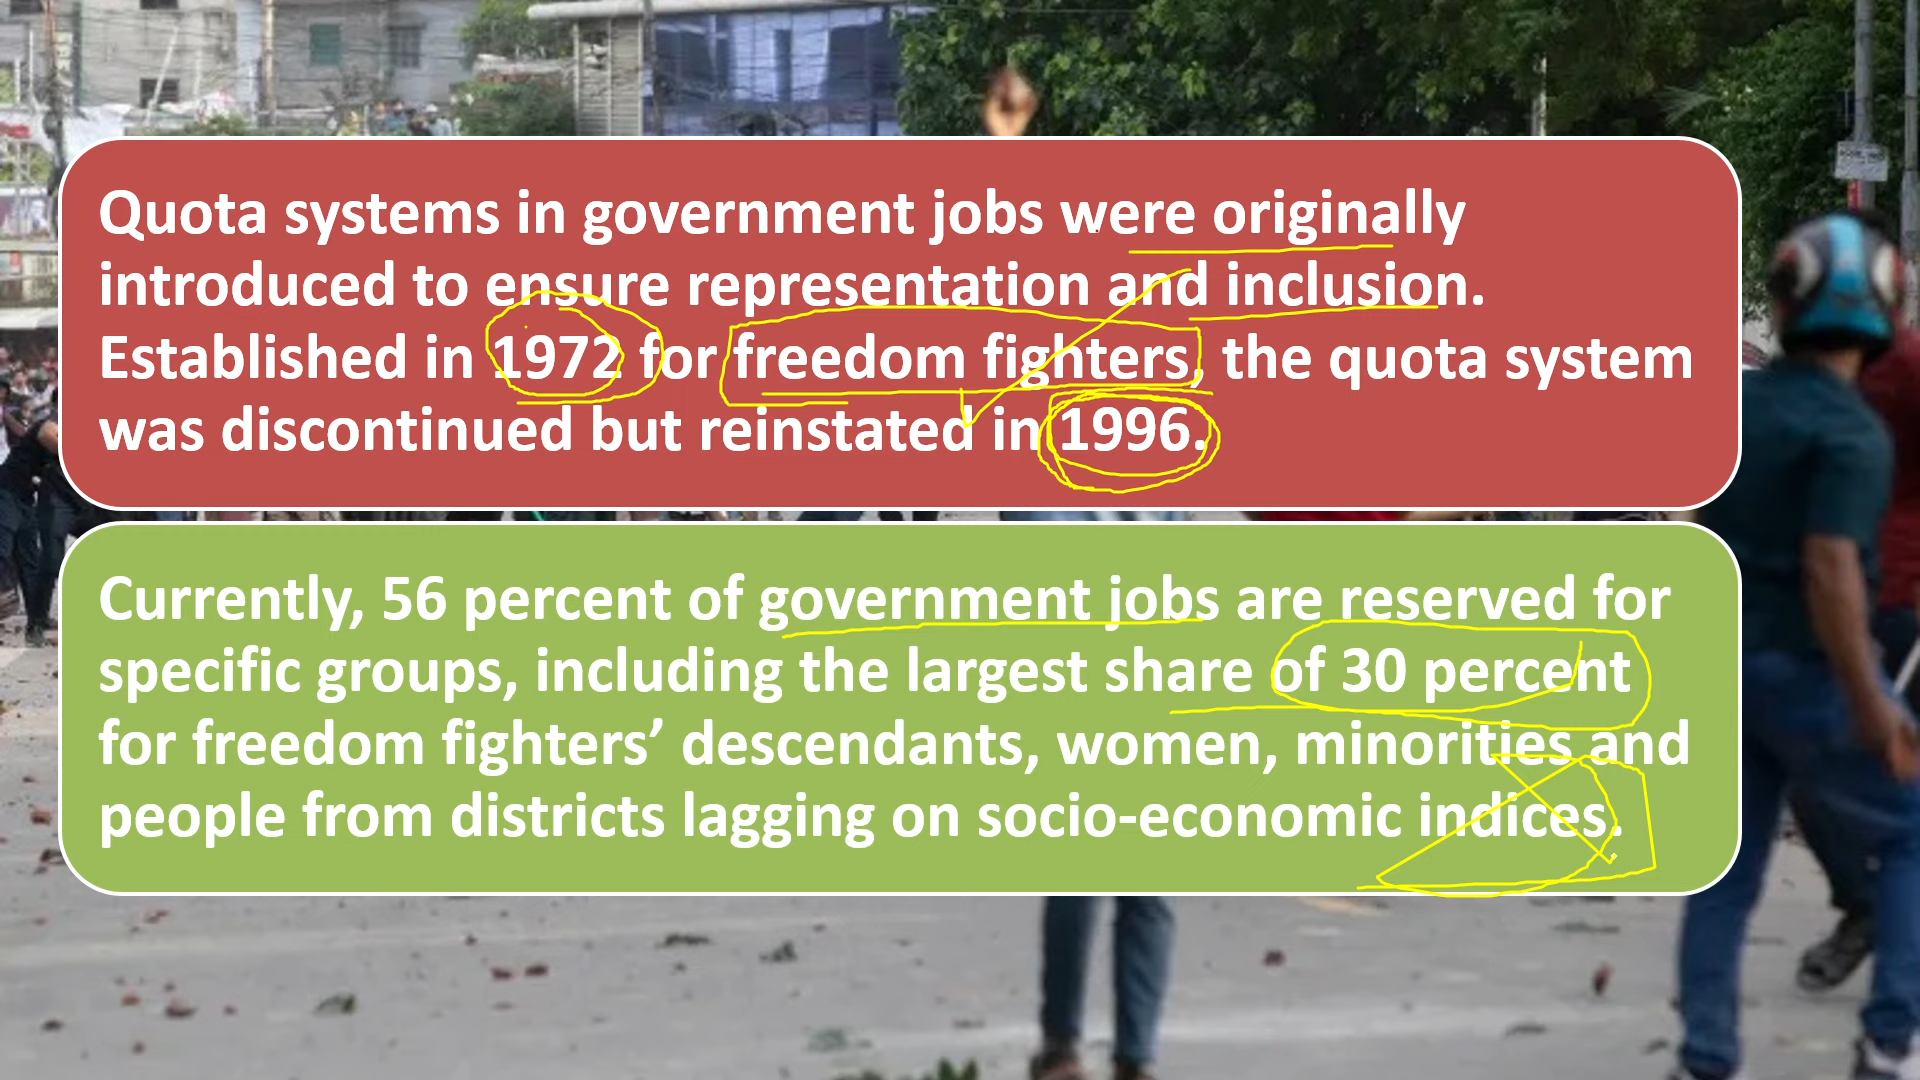 Quota systems in government jobs were originally
introduced to ensure representation and inclusion.
Established in 1972 for freedom fighters, the quota system
was discontinued but reinstated in 1996.
Currently, 56 percent of government jobs are reserved for
specific groups, including the largest share of 30 percent
for freedom fighters’ descendants, women, minorities and
people from districts lagging on socio-economic indices.